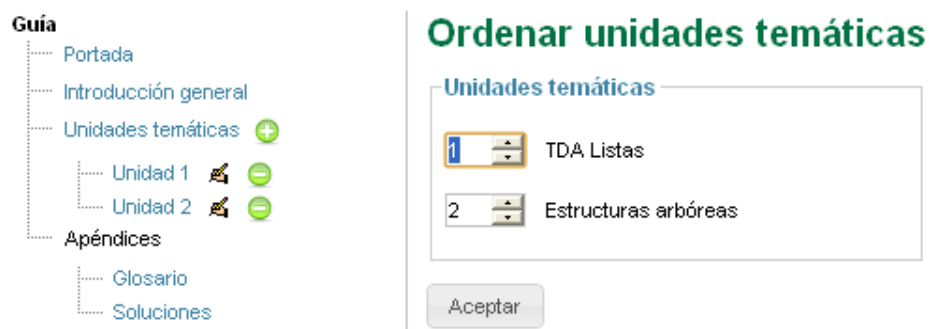 Guía
Portada
Introducción general
Unidades temáticas
Unidad 1
Unidad 2
Apéndices
Glosario
Soluciones
Ordenar unidades temáticas
Unidades temáticas
1 TDA Listas
2 Estructuras arbóreas
Aceptar